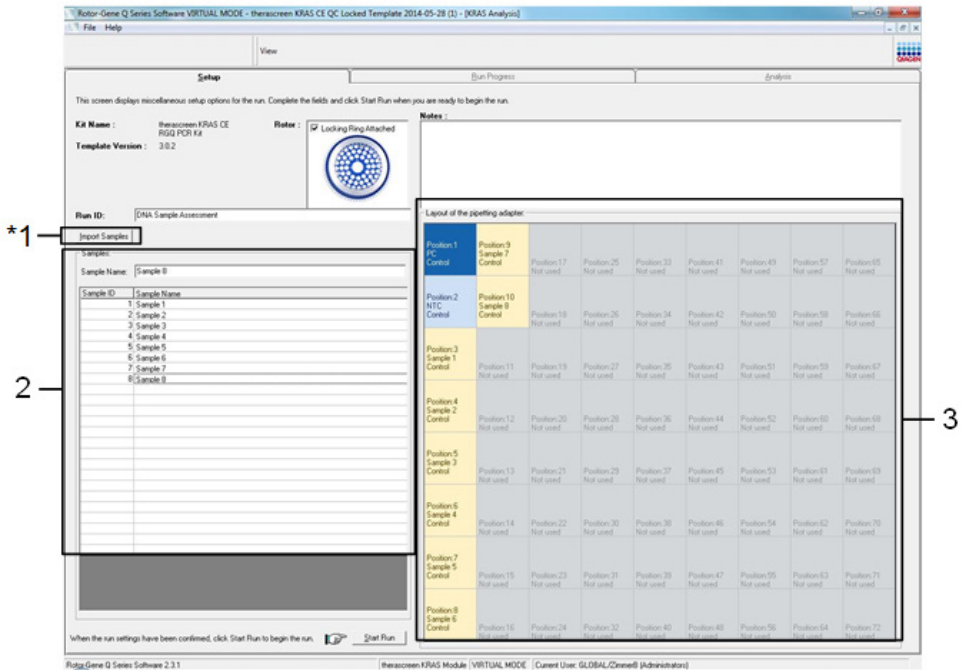 Rotor-Gene Q Series Software VIRTUAL MODE - therascreen KRAS CE QC Locked Template 2014-05-28 (1) - [KRAS Analysis]
File Help
View
QIAGEN
Setup
Run Progress
Analysis
This screen displays miscellaneous setup options for the run. Complete the fields and click Start Run when you are ready to begin the run.
Kit Name : therascreen KRAS CE
RGQ PCR Kit
Template Version : 3.0.2
Rotor : Locking Ring Attached
Notes :
Run ID: DNA Sample Assessment
*1
Import Samples
Samples
Sample Name: Sample 8
Sample ID Sample Name
1 Sample 1
2 Sample 2
3 Sample 3
4 Sample 4
5 Sample 5
6 Sample 6
7 Sample 7
8 Sample 8
2
When the run settings have been confirmed, click Start Run to begin the run.
Start Run
Layout of the pipetting adapter:
Position:1 Position:9
PC Sample 7
Control Control Position:17 Position:25 Position:33 Position:41 Position:49 Position:57 Position:65
Not used Not used Not used Not used Not used Not used Not used
Position:2 Position:10
NTC Sample 8
Control Control Position:18 Position:26 Position:34 Position:42 Position:50 Position:58 Position:66
Not used Not used Not used Not used Not used Not used Not used
Position:3
Sample 1
Control Position:11 Position:19 Position:27 Position:35 Position:43 Position:51 Position:59 Position:67
Not used Not used Not used Not used Not used Not used Not used Not used
Position:4
Sample 2
Control Position:12 Position:20 Position:28 Position:36 Position:44 Position:52 Position:60 Position:68
Not used Not used Not used Not used Not used Not used Not used Not used
Position:5
Sample 3
Control Position:13 Position:21 Position:29 Position:37 Position:45 Position:53 Position:61 Position:69
Not used Not used Not used Not used Not used Not used Not used Not used
Position:6
Sample 4
Control Position:14 Position:22 Position:30 Position:38 Position:46 Position:54 Position:62 Position:70
Not used Not used Not used Not used Not used Not used Not used Not used
Position:7
Sample 5
Control Position:15 Position:23 Position:31 Position:39 Position:47 Position:55 Position:63 Position:71
Not used Not used Not used Not used Not used Not used Not used Not used
Position:8
Sample 6
Control Position:16 Position:24 Position:32 Position:40 Position:48 Position:56 Position:64 Position:72
Not used Not used Not used Not used Not used Not used Not used Not used
3
Rotor-Gene Q Series Software 2.3.1
therascreen KRAS Module VIRTUAL MODE Current User: GLOBAL/ZimmeB (Administrators)